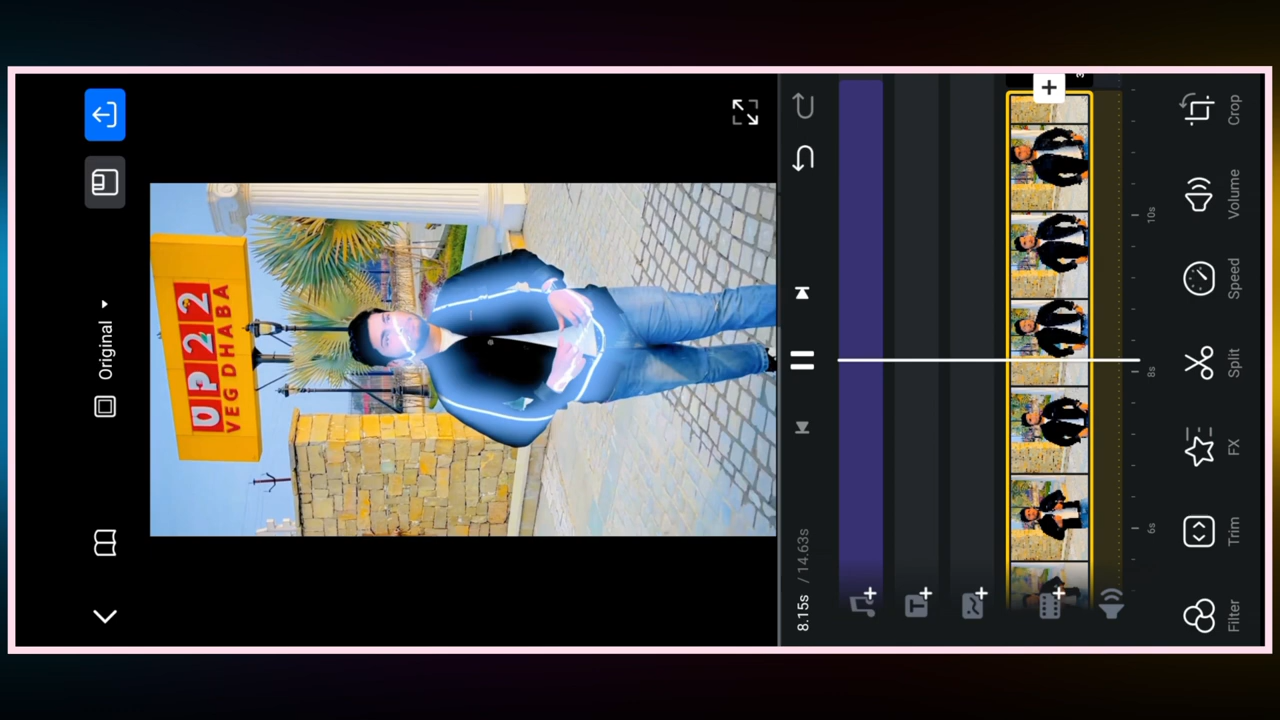 Original
UP22
VEG DHABA
8.15s / 14.63s
6s
8s
10s
Filter
Trim
FX
Split
Speed
Volume
Crop